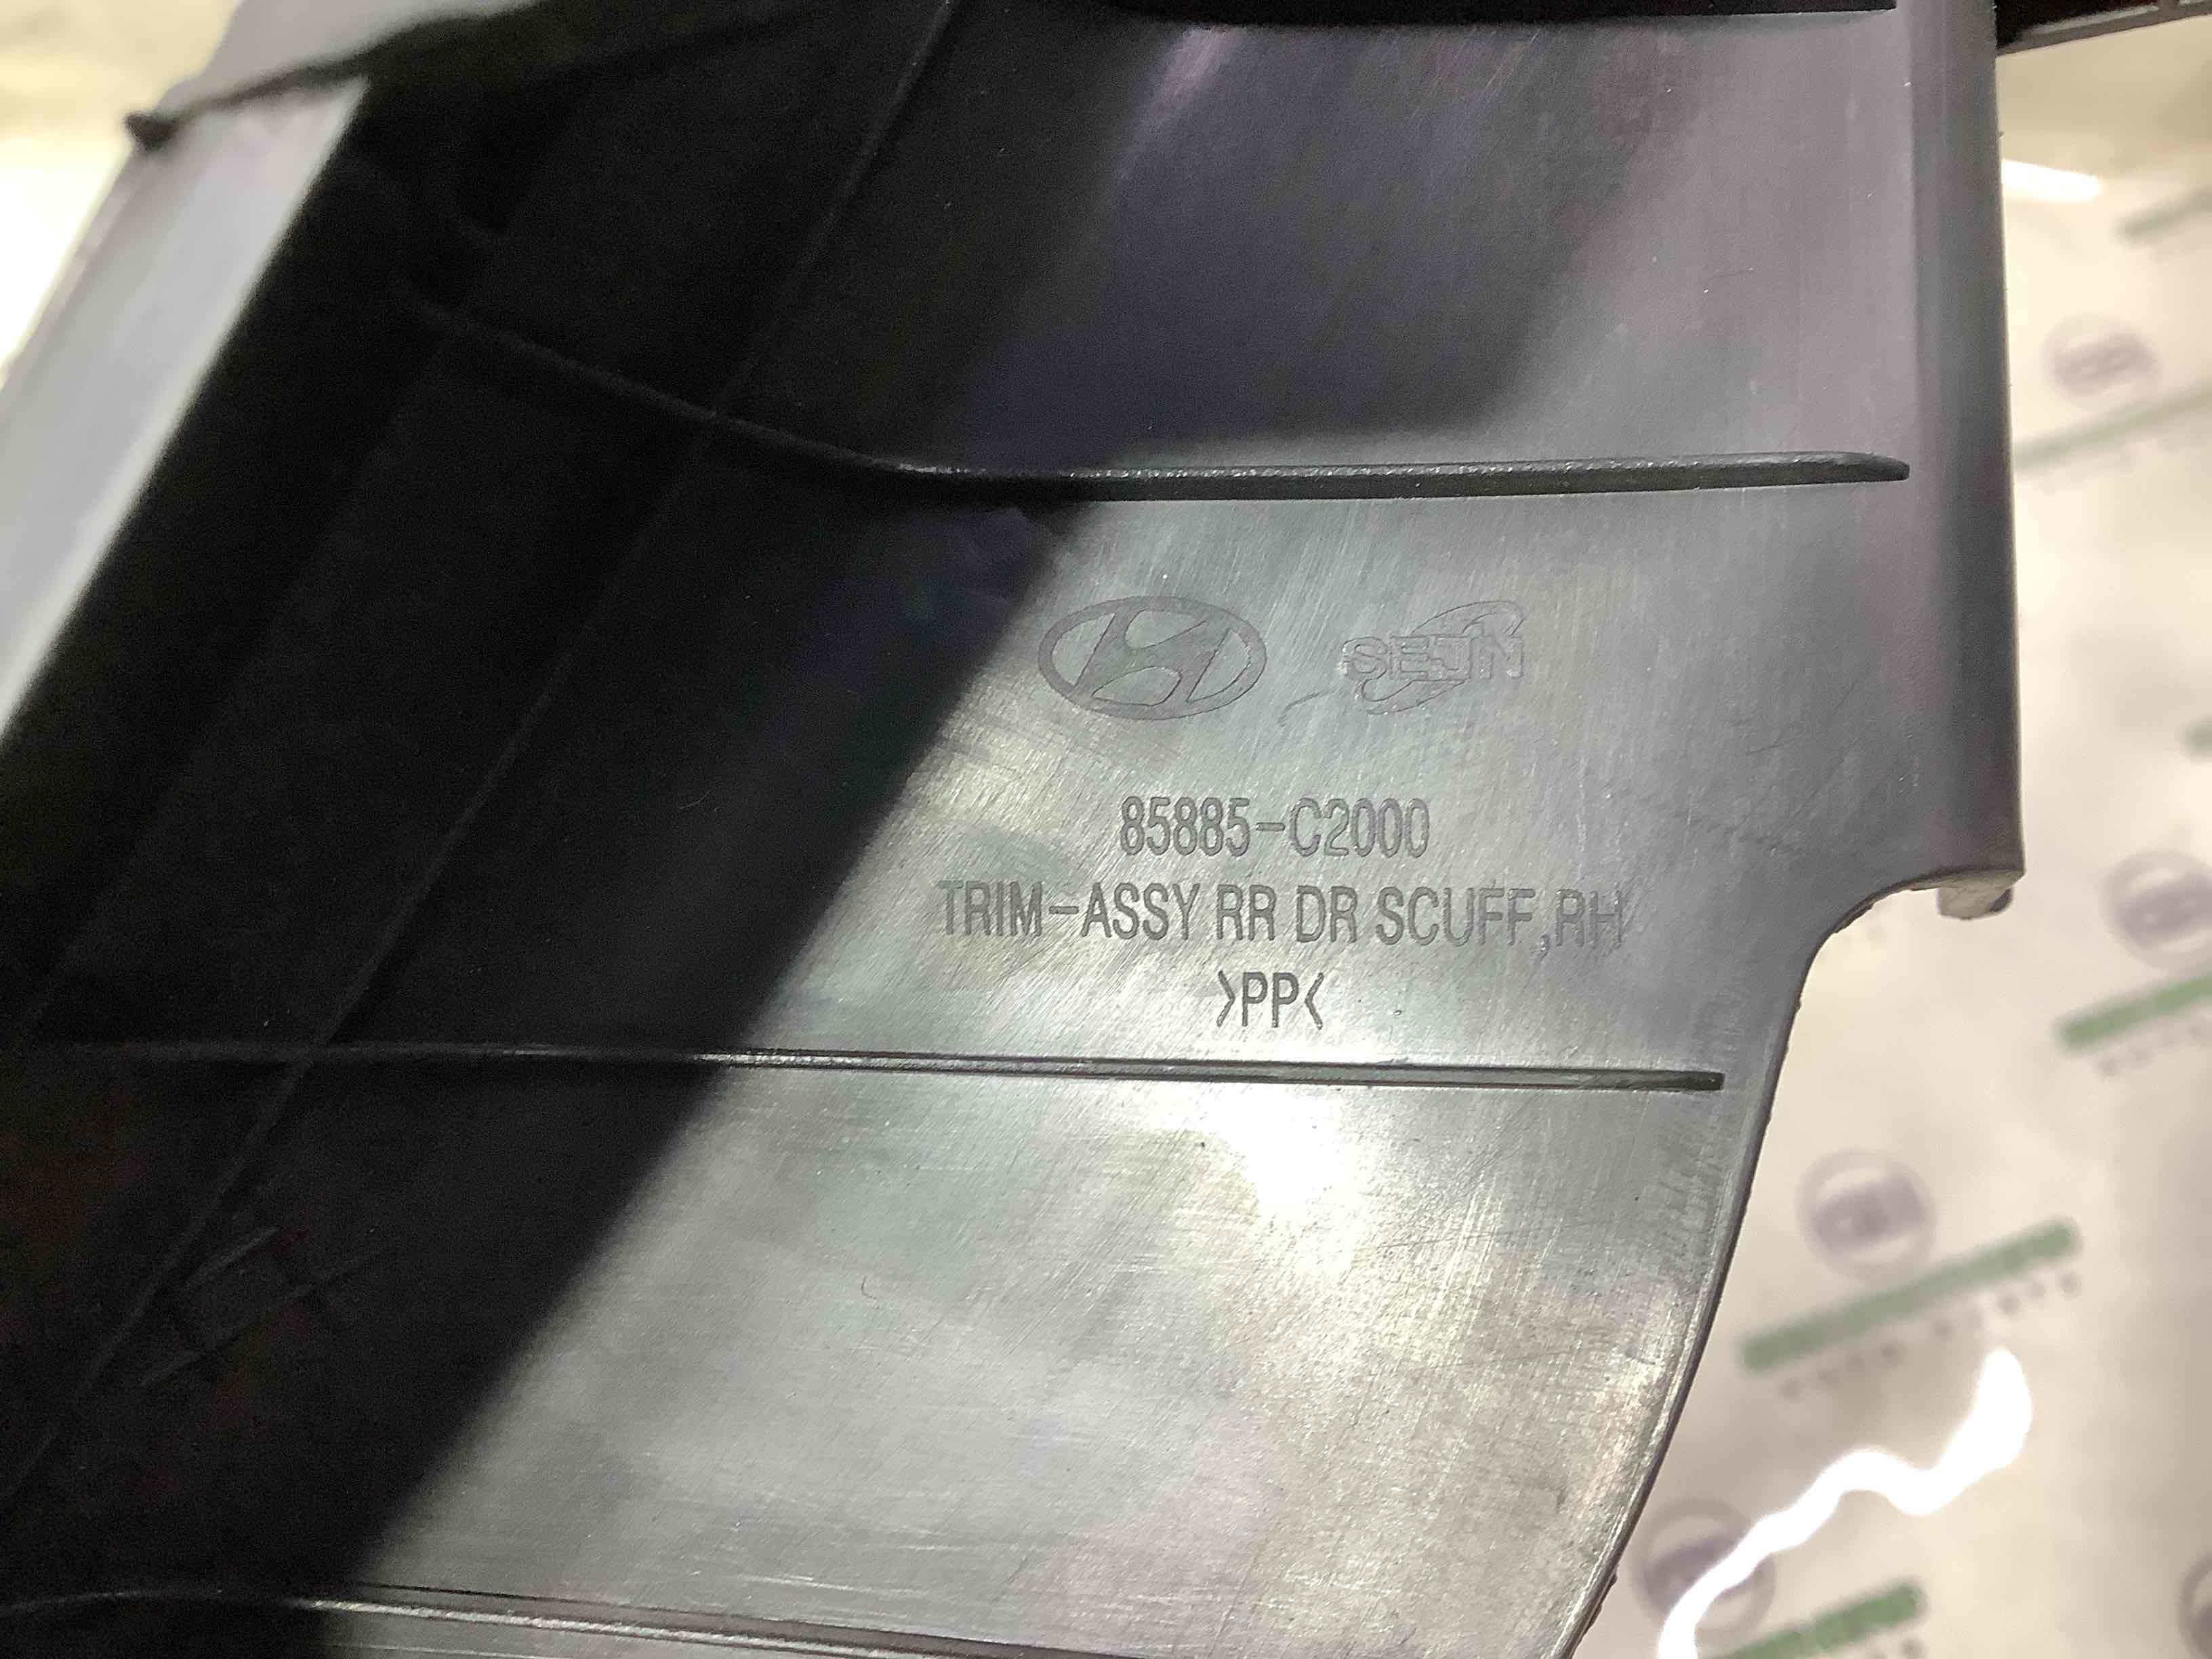 SEJIN
85885-C2000
TRIM-ASSY RR DR SCUFF,RH
>PP<